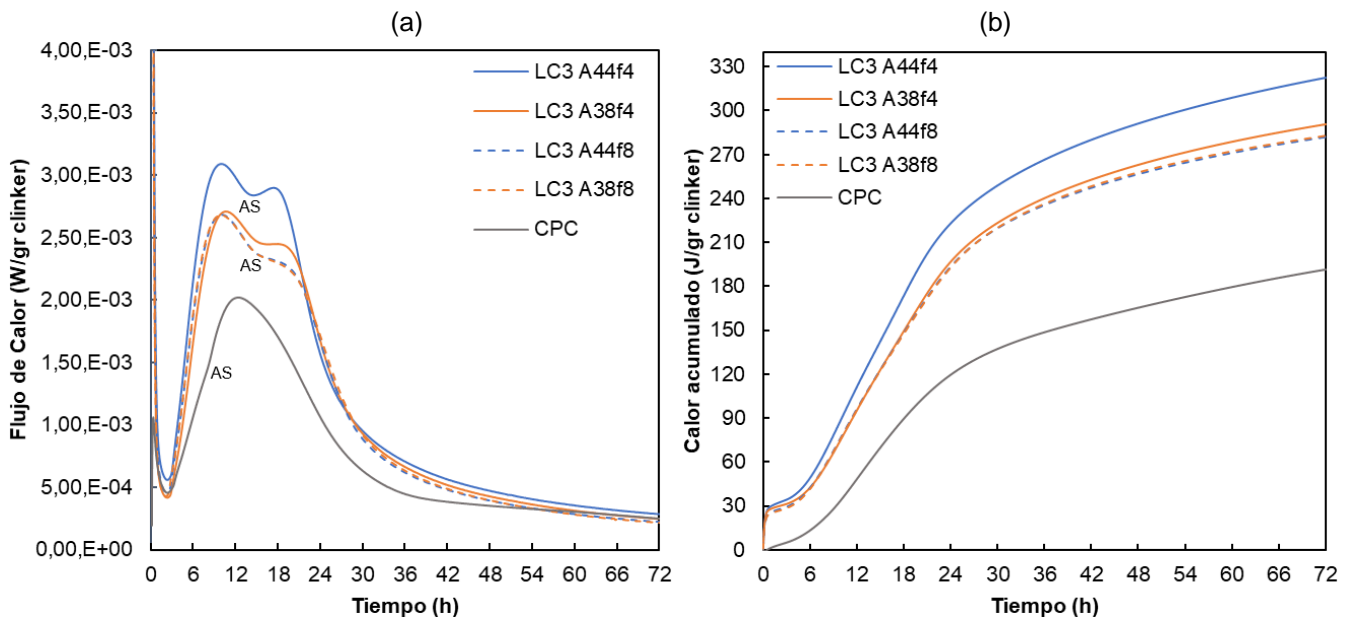 (a)
4,00,E-03
3,50,E-03
3,00,E-03
2,50,E-03
2,00,E-03
1,50,E-03
1,00,E-03
5,00,E-04
0,00,E+00
Flujo de Calor (W/gr clinker)
LC3 A44f4
LC3 A38f4
LC3 A44f8
LC3 A38f8
CPC
AS
AS
AS
0 6 12 18 24 30 36 42 48 54 60 66 72
Tiempo (h)
(b)
330
300
270
240
210
180
150
120
90
60
30
0
Calor acumulado (J/gr clinker)
LC3 A44f4
LC3 A38f4
LC3 A44f8
LC3 A38f8
CPC
0 6 12 18 24 30 36 42 48 54 60 66 72
Tiempo (h)